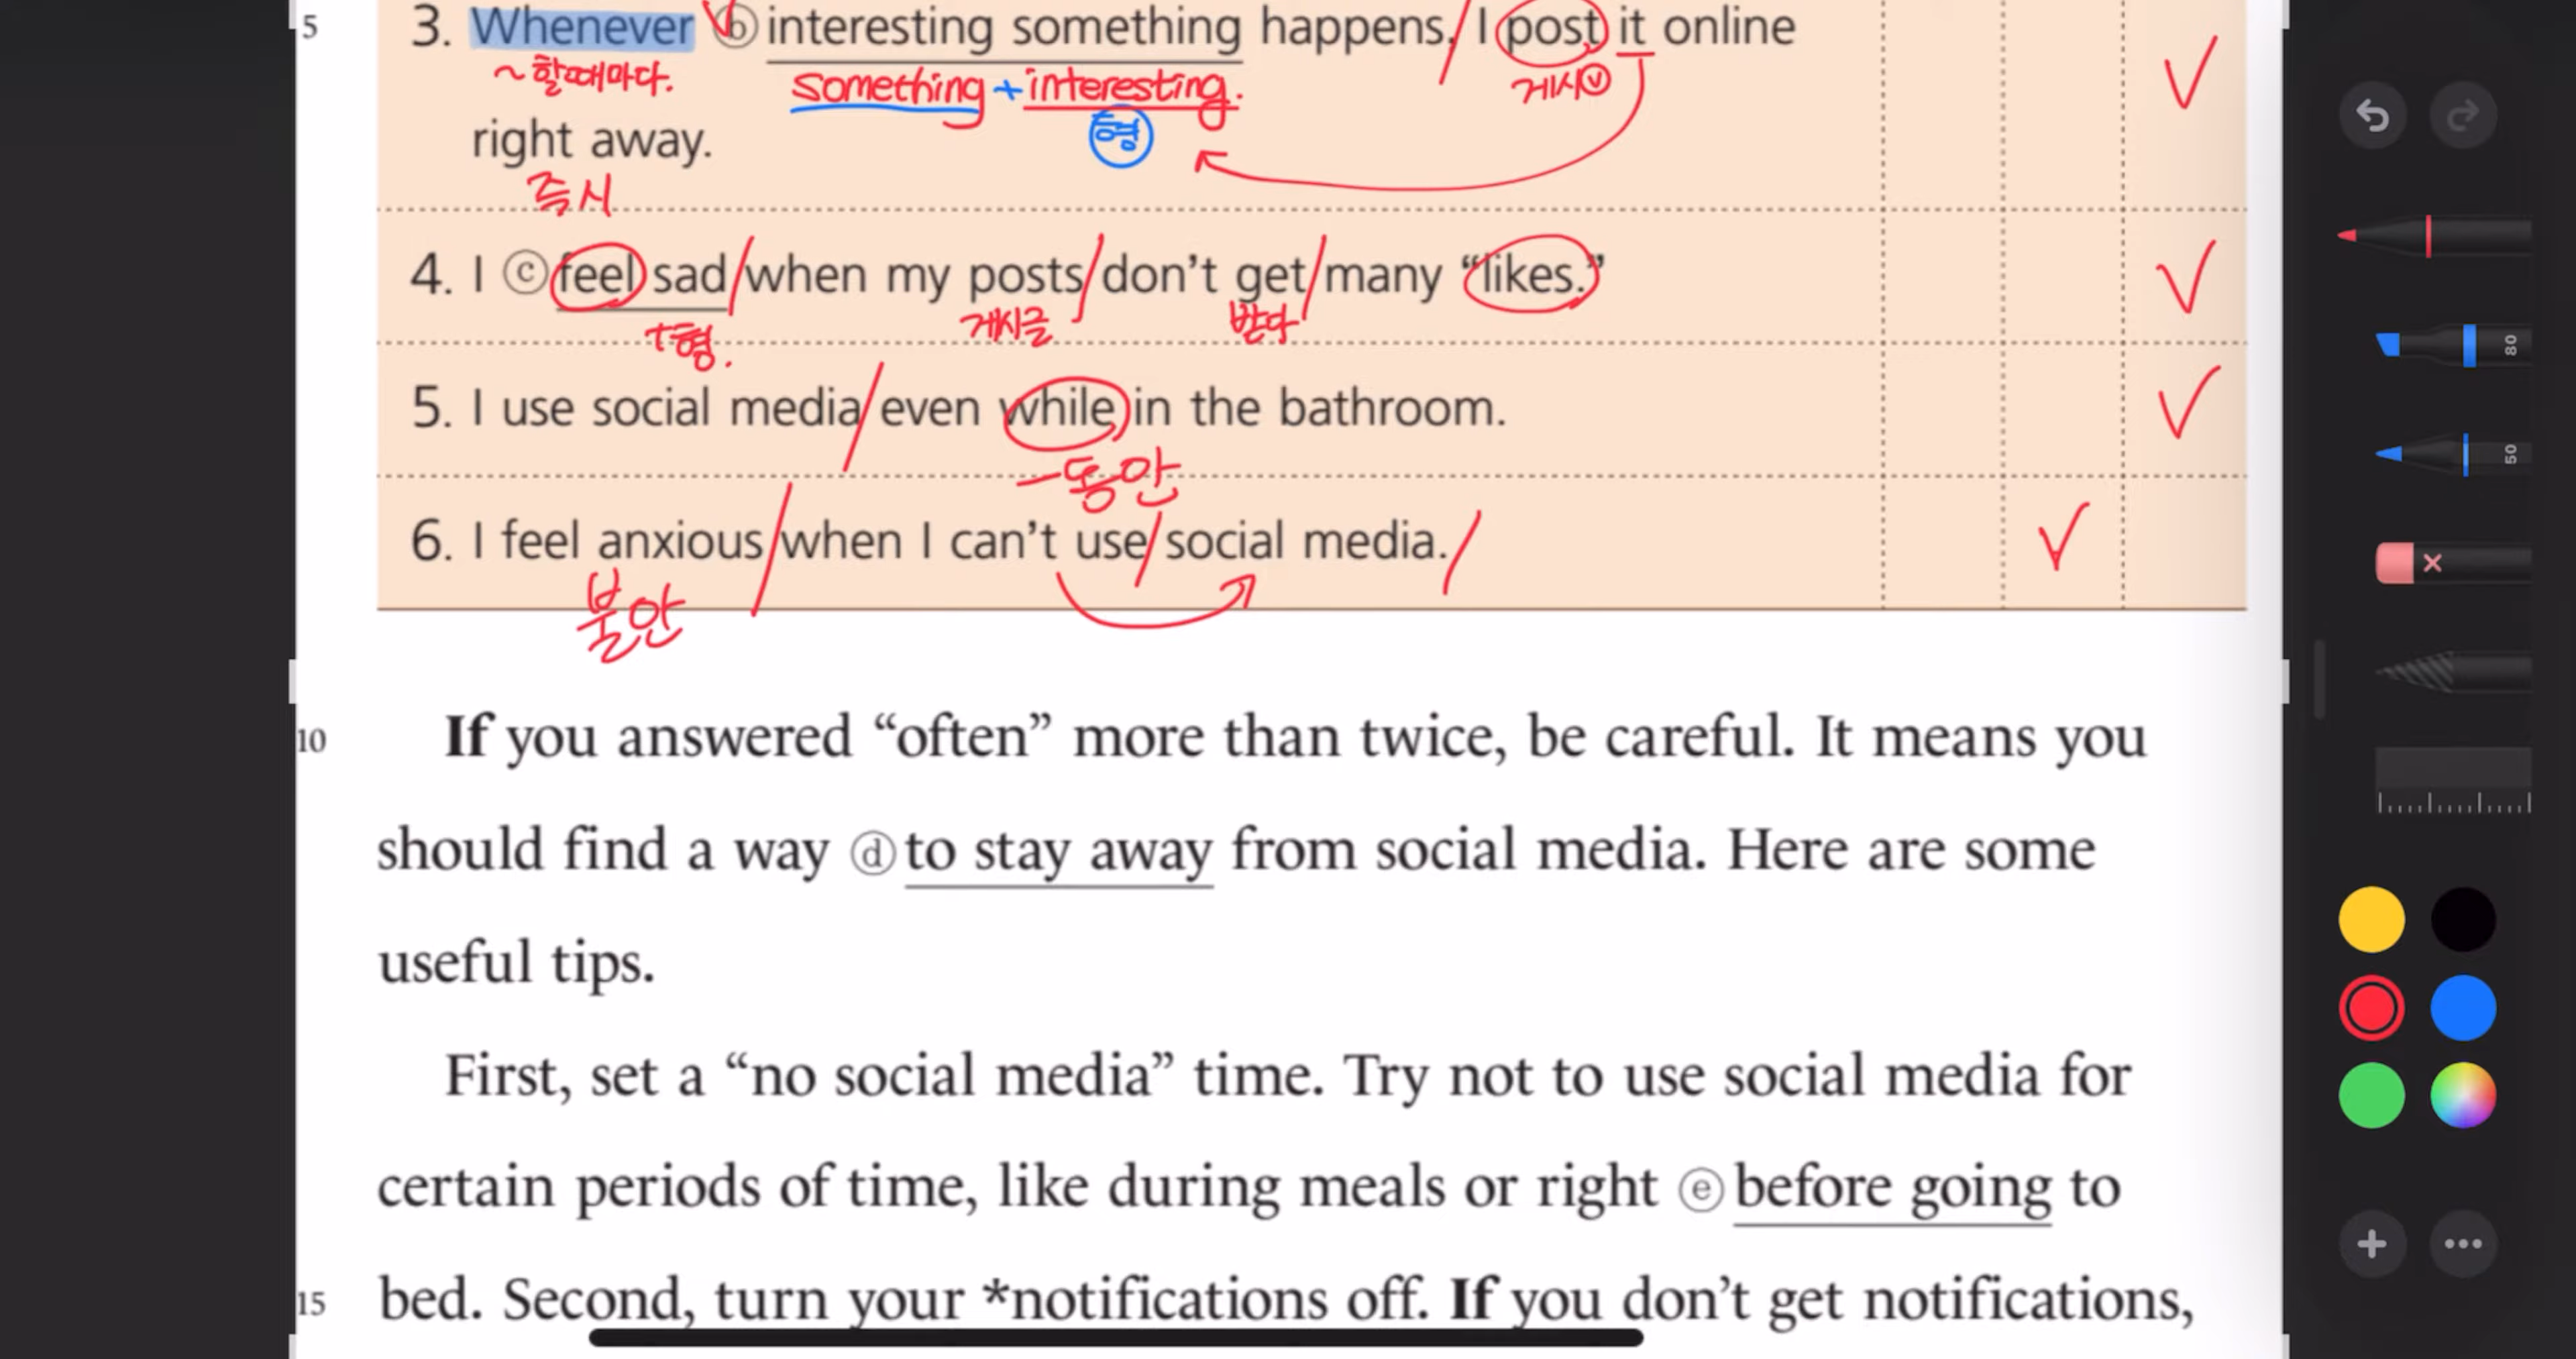 5
3. Whenever ⓑ interesting something happens, I post it online
~할때마다. something + interesting. 게시ⓥ
형
right away.
즉시
4. I ⓒ feel sad when my posts don't get many “likes.”
+형. 게시글 받다
5. I use social media even while in the bathroom.
~동안
6. I feel anxious when I can't use social media.
불안
10 If you answered “often” more than twice, be careful. It means you
should find a way ⓓ to stay away from social media. Here are some
useful tips.
First, set a “no social media” time. Try not to use social media for
certain periods of time, like during meals or right ⓔ before going to
15 bed. Second, turn your *notifications off. If you don't get notifications,
80
50